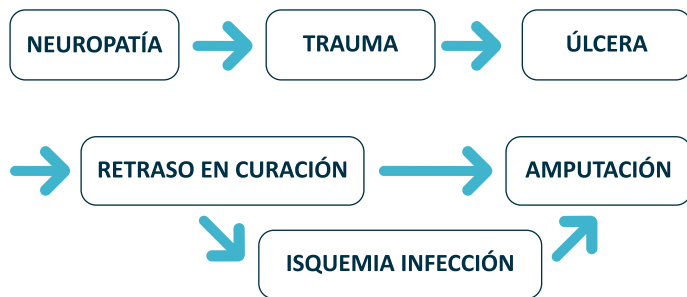 NEUROPATÍA
TRAUMA
ÚLCERA
RETRASO EN CURACIÓN
AMPUTACIÓN
ISQUEMIA INFECCIÓN